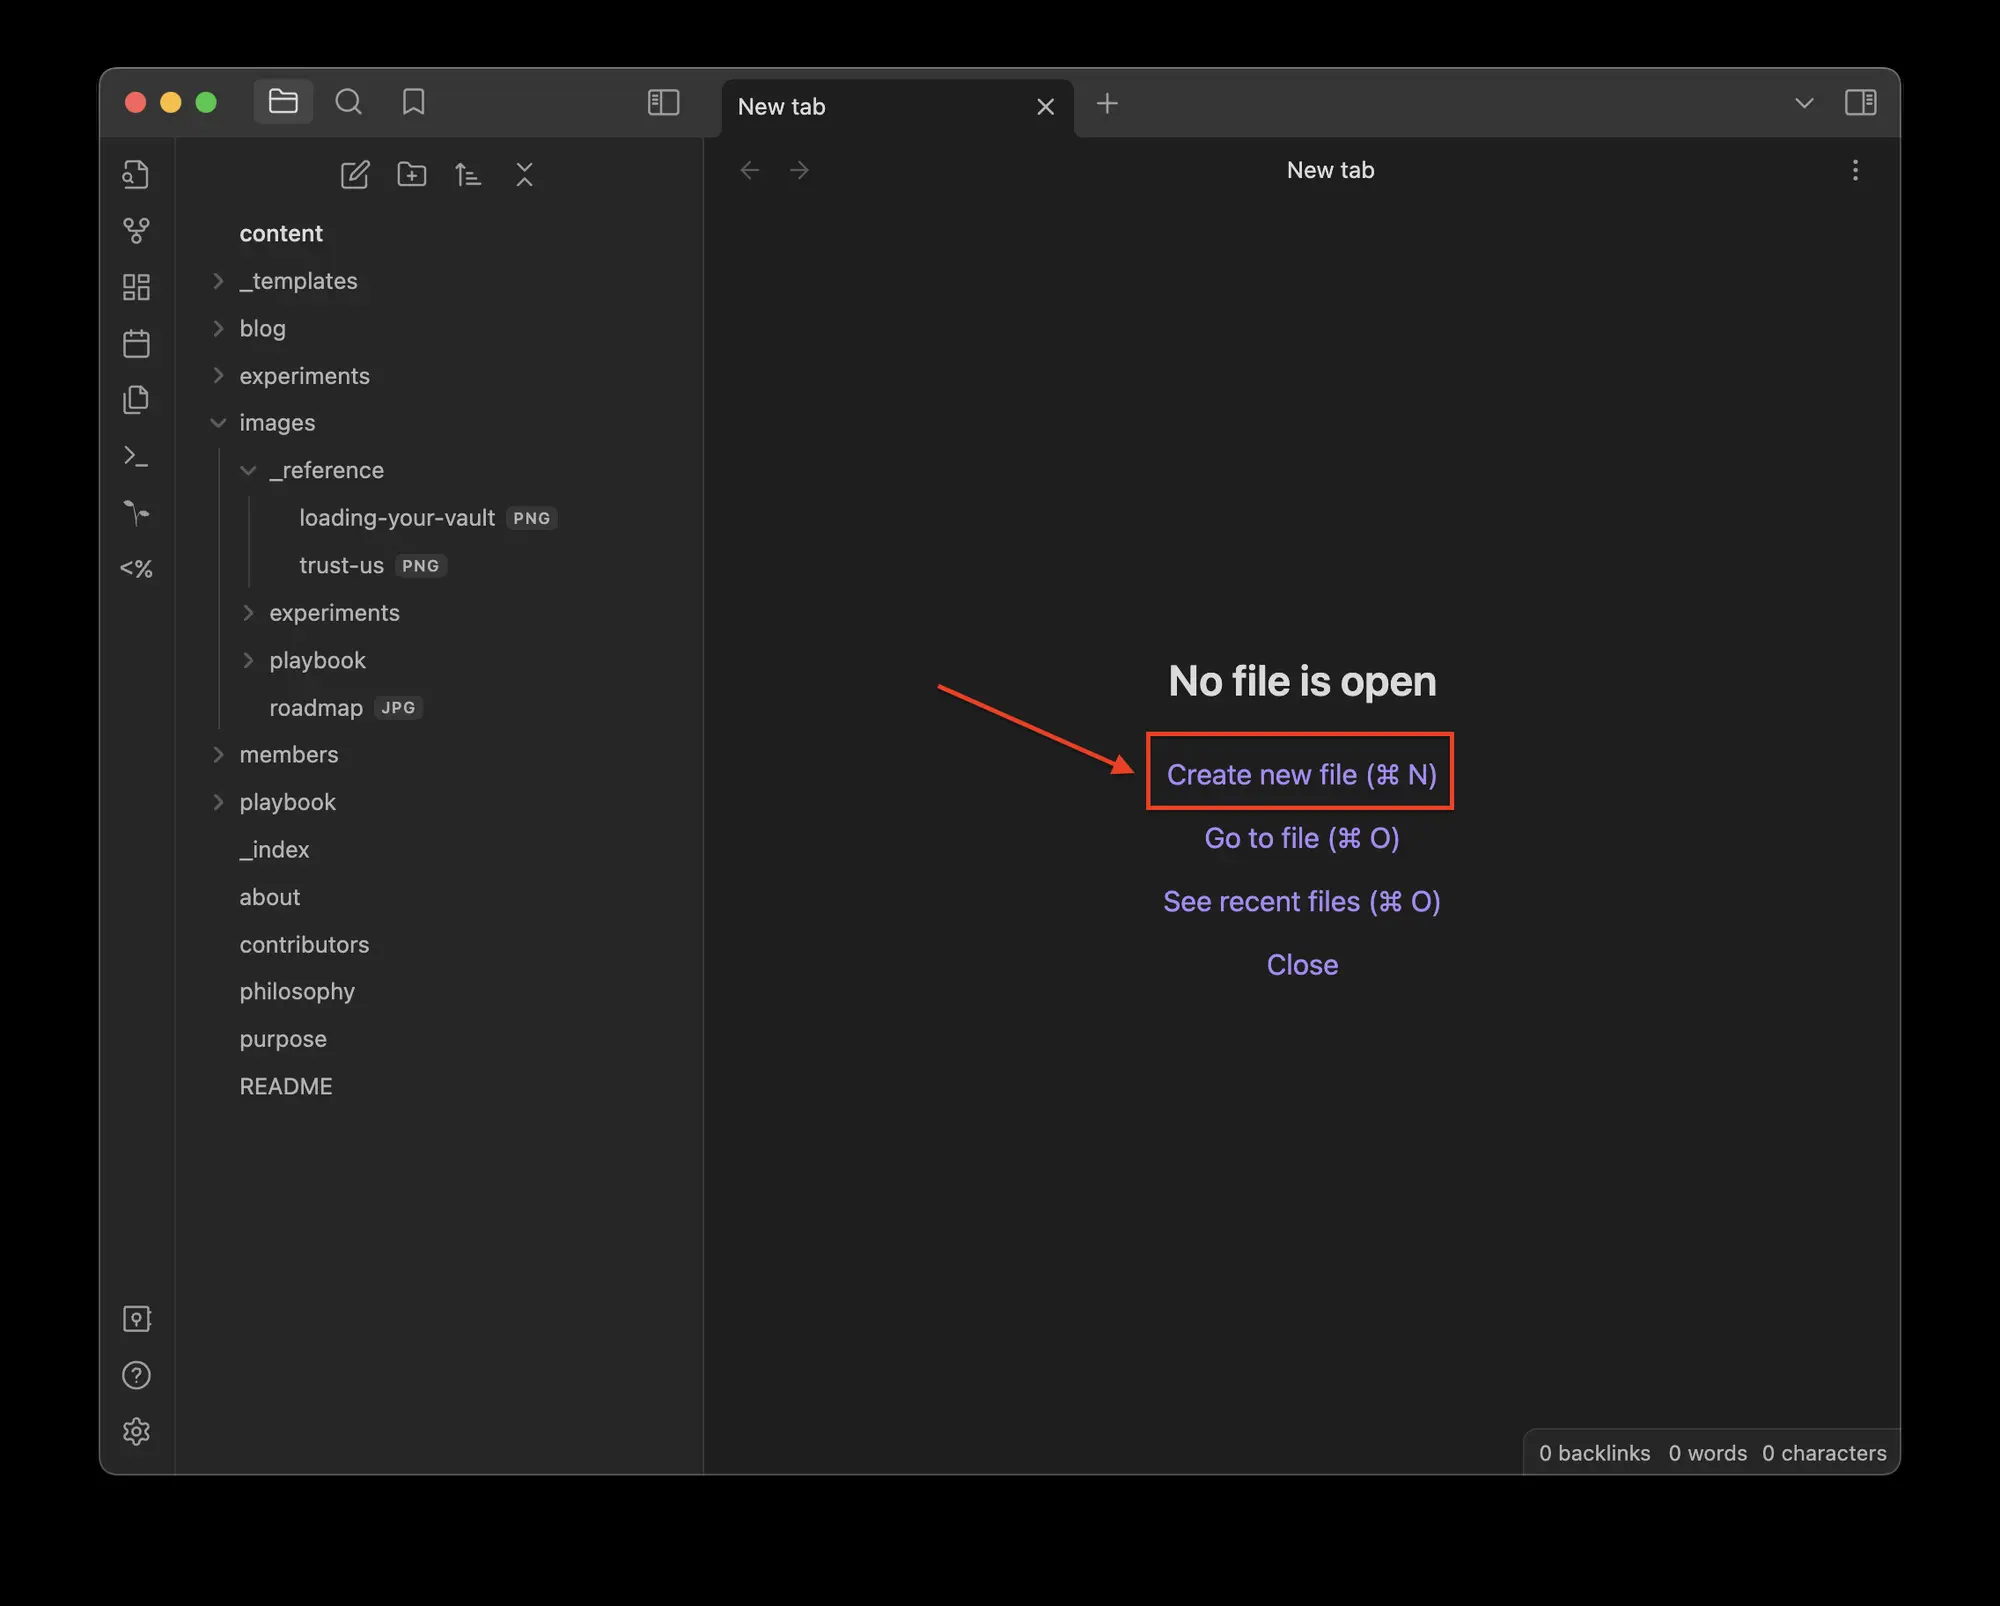 New tab
New tab
content
_templates
blog
experiments
images
_reference
loading-your-vault PNG
trust-us PNG
experiments
playbook
roadmap JPG
members
playbook
_index
about
contributors
philosophy
purpose
README
<%
No file is open
Create new file (⌘ N)
Go to file (⌘ O)
See recent files (⌘ O)
Close
0 backlinks 0 words 0 characters